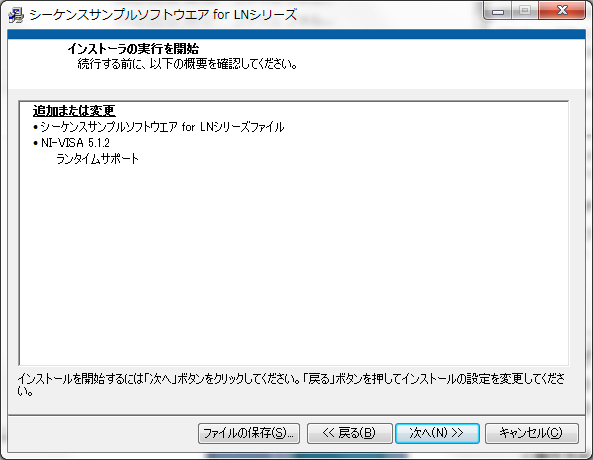 シーケンスサンプルソフトウエア for LNシリーズ
インストーラの実行を開始
続行する前に、以下の概要を確認してください。
追加または変更
• シーケンスサンプルソフトウエア for LNシリーズファイル
• NI-VISA 5.1.2
ランタイムサポート
インストールを開始するには「次へ」ボタンをクリックしてください。「戻る」ボタンを押してインストールの設定を変更してくださ
い。
ファイルの保存(S)... << 戻る(B) 次へ(N) >> キャンセル(C)